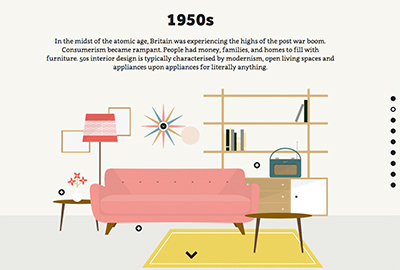 1950s
In the midst of the atomic age, Britain was experiencing the highs of the post war boom.
Consumerism became rampant. People had money, families, and homes to fill with
furniture. 50s interior design is typically characterised by modernism, open living spaces and
appliances upon appliances for literally anything.